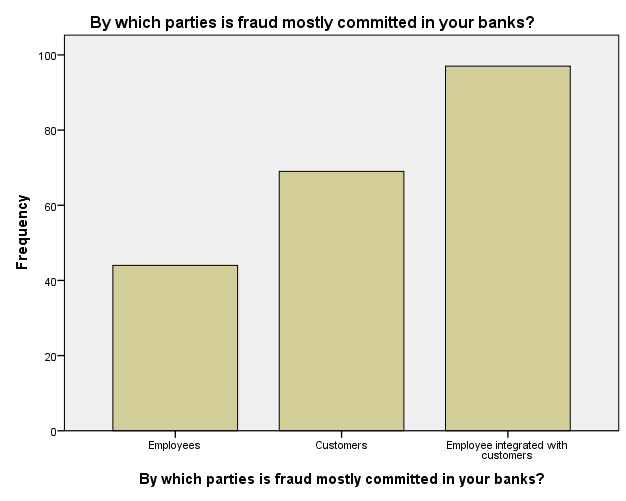 By which parties is fraud mostly committed in your banks?
100
80
60
40
20
0
Frequency
Employees
Customers
Employee integrated with
customers
By which parties is fraud mostly committed in your banks?